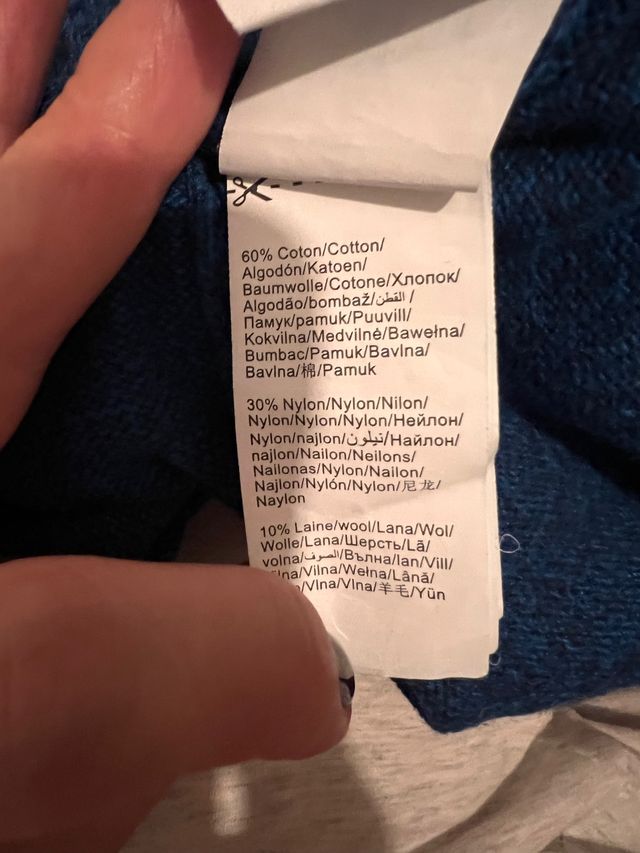 60% Coton/Cotton/
Algodón/Katoen/
Baumwolle/Cotone/Хлопок/
Algodão/bombaž/القطن/
Памук/pamuk/Puuvill/
Kokvilna/Medvilnė/Bawełna/
Bumbac/Pamuk/Bavlna/
Bavlna/棉/Pamuk
30% Nylon/Nylon/Nilon/
Nylon/Nylon/Nylon/Нейлон/
Nylon/najlon/نيلون/Найлон/
najlon/Nailon/Neilons/
Nailonas/Nylon/Nailon/
Najlon/Nylón/Nylon/尼龙/
Naylon
10% Laine/wool/Lana/Wol/
Wolle/Lana/Шерсть/Lã/
volna/الصوف/Вълна/lan/Vill/
/Vilna/Wełna/Lână/
/Vlna/Vlna/羊毛/Yün